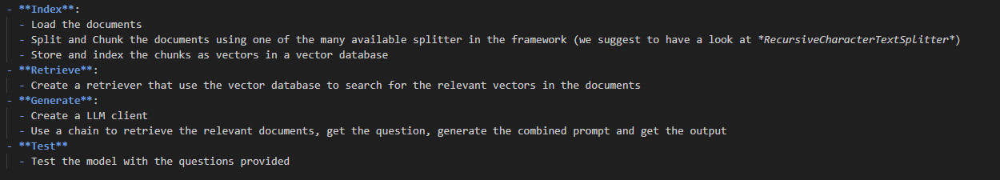 - **Index**:
- Load the documents
- Split and Chunk the documents using one of the many available splitter in the framework (we suggest to have a look at *RecursiveCharacterTextSplitter*)
- Store and index the chunks as vectors in a vector database
- **Retrieve**:
- Create a retriever that use the vector database to search for the relevant vectors in the documents
- **Generate**:
- Create a LLM client
- Use a chain to retrieve the relevant documents, get the question, generate the combined prompt and get the output
- **Test**
- Test the model with the questions provided